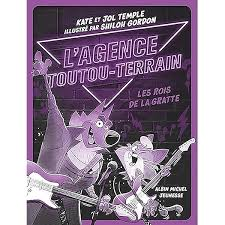 KATE ET JOL TEMPLE
ILLUSTRÉ PAR SHILOH GORDON
L'AGENCE
TOUTOU-TERRAIN
LES ROIS
DE LA GRATTE
ALBIN MICHEL
JEUNESSE